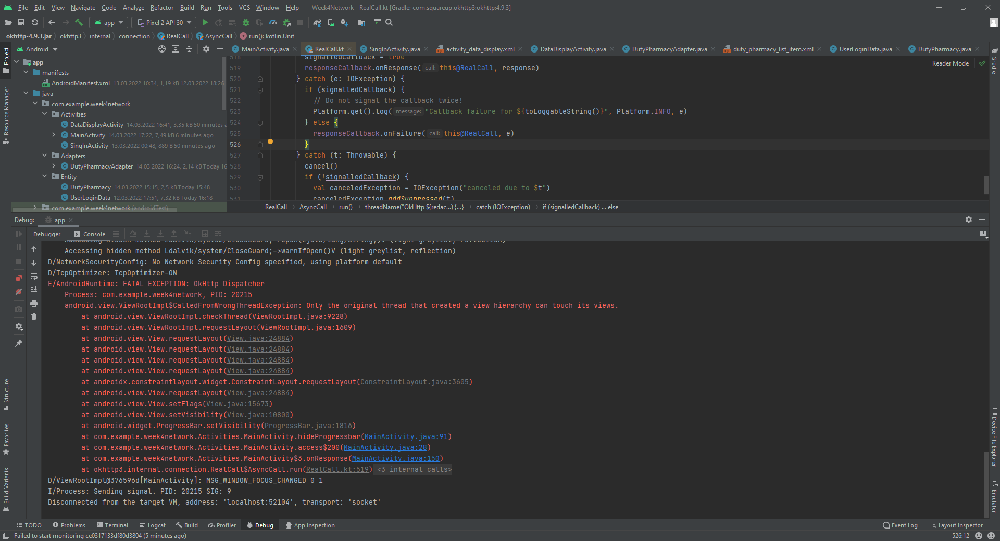 File Edit View Navigate Code Analyze Refactor Build Run Tools VCS Window Help Week4Network - RealCall.kt [Gradle: com.squareup.okhttp3:okhttp:4.9.3]
app Pixel 2 API 30
okhttp-4.9.3.jar okhttp3 internal connection RealCall AsyncCall run(): kotlin.Unit
Android
MainActivity.java RealCall.kt SingInActivity.java activity_data_display.xml DataDisplayActivity.java DutyPharmacyAdapter.java duty_pharmacy_list_item.xml UserLoginData.java DutyPharmacy.java
Project
Resource Manager
Structure
Favorites
Build Variants
Gradle
Device File Explorer
Emulator
app
manifests
AndroidManifest.xml 13.03.2022 10:34, 1,19 kB 12.03.2022 18:26
java
com.example.week4network
Activities
DataDisplayActivity 14.03.2022 16:41, 3,35 kB 50 minutes a
MainActivity 14.03.2022 17:22, 7,49 kB 6 minutes ago
SingInActivity 13.03.2022 00:48, 889 B 50 minutes ago
Adapters
DutyPharmacyAdapter 14.03.2022 16:24, 2,14 kB Today 16
Entity
DutyPharmacy 14.03.2022 15:15, 2,5 kB Today 15:48
UserLoginData 12.03.2022 17:51, 7,32 kB Today 16:18
com.example.week4network (androidTest)
Reader Mode
518 signalledCallback = true
519 responseCallback.onResponse( call: this@RealCall, response)
520 } catch (e: IOException) {
521 if (signalledCallback) {
522 // Do not signal the callback twice!
523 Platform.get().log( message: "Callback failure for ${toLoggableString()}", Platform.INFO, e)
524 } else {
525 responseCallback.onFailure( call: this@RealCall, e)
526 }
527 } catch (t: Throwable) {
528 cancel()
529 if (!signalledCallback) {
530 val canceledException = IOException("canceled due to $t")
531 canceledException.addSuppressed(t)
RealCall AsyncCall run() threadName("OkHttp ${redac...) {...} catch (IOException) if (signalledCallback) ... else
Debug: app
Debugger Console
Accessing hidden method Ldalvik/system/CloseGuard;->open(Ljava/lang/String;)V (light greylist, reflection)
Accessing hidden method Ldalvik/system/CloseGuard;->warnIfOpen()V (light greylist, reflection)
D/NetworkSecurityConfig: No Network Security Config specified, using platform default
D/TcpOptimizer: TcpOptimizer-ON
E/AndroidRuntime: FATAL EXCEPTION: OkHttp Dispatcher
Process: com.example.week4network, PID: 20215
android.view.ViewRootImpl$CalledFromWrongThreadException: Only the original thread that created a view hierarchy can touch its views.
at android.view.ViewRootImpl.checkThread(ViewRootImpl.java:9228)
at android.view.ViewRootImpl.requestLayout(ViewRootImpl.java:1609)
at android.view.View.requestLayout(View.java:24884)
at android.view.View.requestLayout(View.java:24884)
at android.view.View.requestLayout(View.java:24884)
at android.view.View.requestLayout(View.java:24884)
at androidx.constraintlayout.widget.ConstraintLayout.requestLayout(ConstraintLayout.java:3605)
at android.view.View.requestLayout(View.java:24884)
at android.view.View.setFlags(View.java:15673)
at android.view.View.setVisibility(View.java:10800)
at android.widget.ProgressBar.setVisibility(ProgressBar.java:1816)
at com.example.week4network.Activities.MainActivity.hideProgressbar(MainActivity.java:91)
at com.example.week4network.Activities.MainActivity.access$200(MainActivity.java:28)
at com.example.week4network.Activities.MainActivity$3.onResponse(MainActivity.java:150)
at okhttp3.internal.connection.RealCall$AsyncCall.run(RealCall.kt:519) <3 internal calls>
D/ViewRootImpl@376596d[MainActivity]: MSG_WINDOW_FOCUS_CHANGED 0 1
I/Process: Sending signal. PID: 20215 SIG: 9
Disconnected from the target VM, address: 'localhost:52104', transport: 'socket'
TODO Problems Terminal Logcat Build Profiler Debug App Inspection Event Log Layout Inspector
Failed to start monitoring ce0317133df80d3804 (5 minutes ago) 526:12